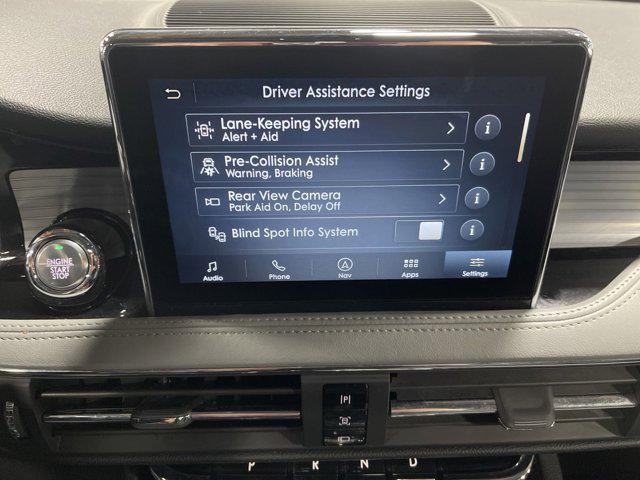 Driver Assistance Settings
Lane-Keeping System
Alert + Aid
i
Pre-Collision Assist
Warning, Braking
i
Rear View Camera
Park Aid On, Delay Off
i
Blind Spot Info System
i
Audio
Phone
Nav
Apps
Settings
ENGINE
START
STOP
P
P
R
N
D